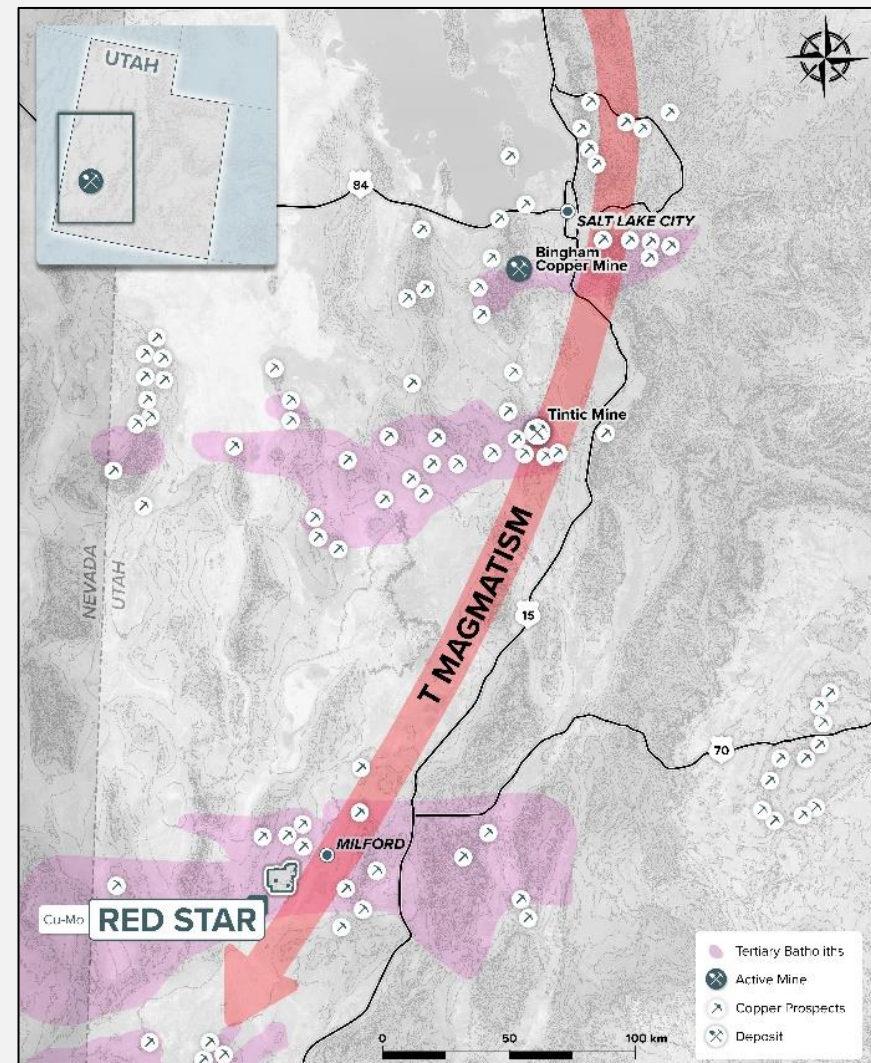 UTAH
84
SALT LAKE CITY
Bingham
Copper Mine
Tintic Mine
NEVADA
UTAH
T MAGMATISM
15
70
MILFORD
Cu-Mo
RED STAR
Tertiary Batholiths
Active Mine
Copper Prospects
Deposit
0 50 100 km